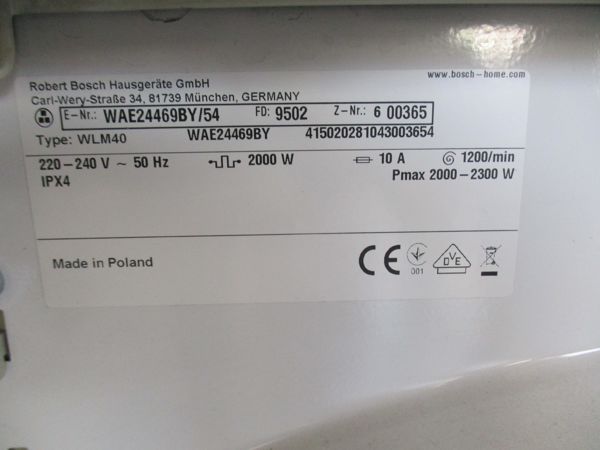 www.bosch-home.com
Robert Bosch Hausgeräte GmbH
Carl-Wery-Straße 34, 81739 München, GERMANY
E-Nr.: WAE24469BY/54 FD: 9502 Z-Nr.: 6 00365
Type: WLM40 WAE24469BY 415020281043003654
220-240 V ~ 50 Hz 2000 W 10 A 1200/min
IPX4 Pmax 2000-2300 W
Made in Poland CE 001 DVE